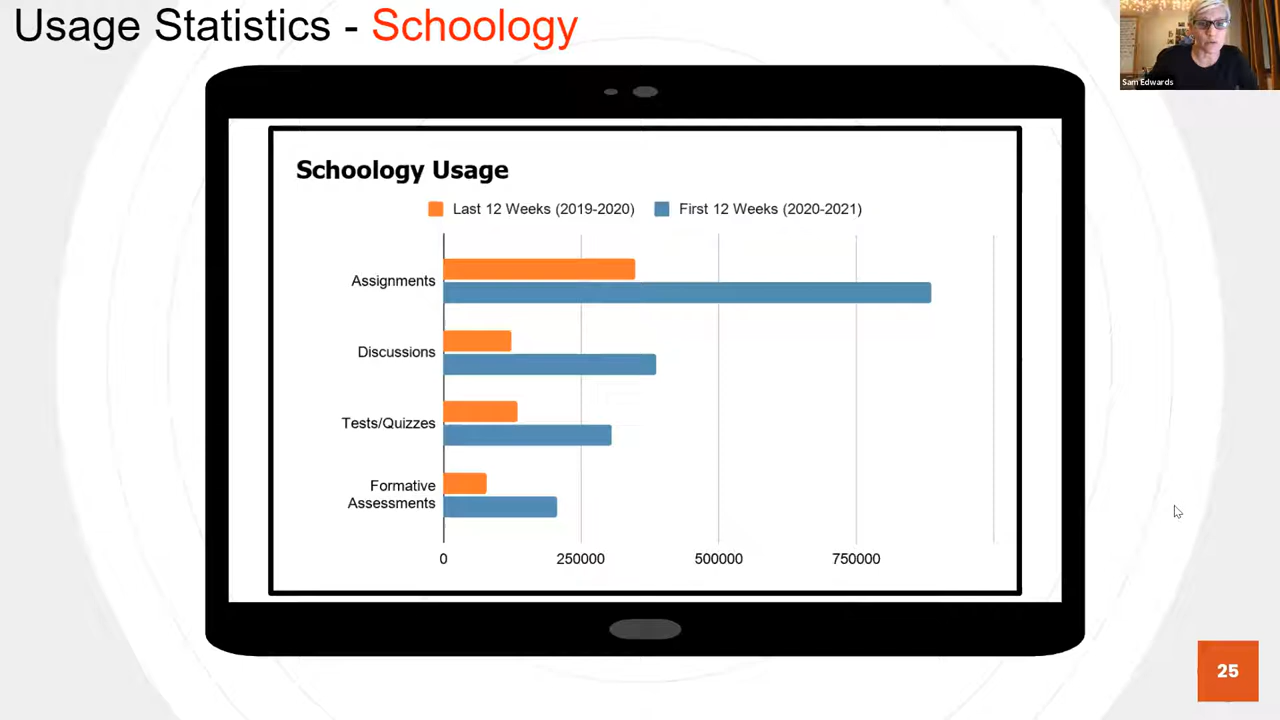 Usage Statistics - Schoology
Sam Edwards
Schoology Usage
Last 12 Weeks (2019-2020) First 12 Weeks (2020-2021)
Assignments
Discussions
Tests/Quizzes
Formative
Assessments
0 250000 500000 750000
25